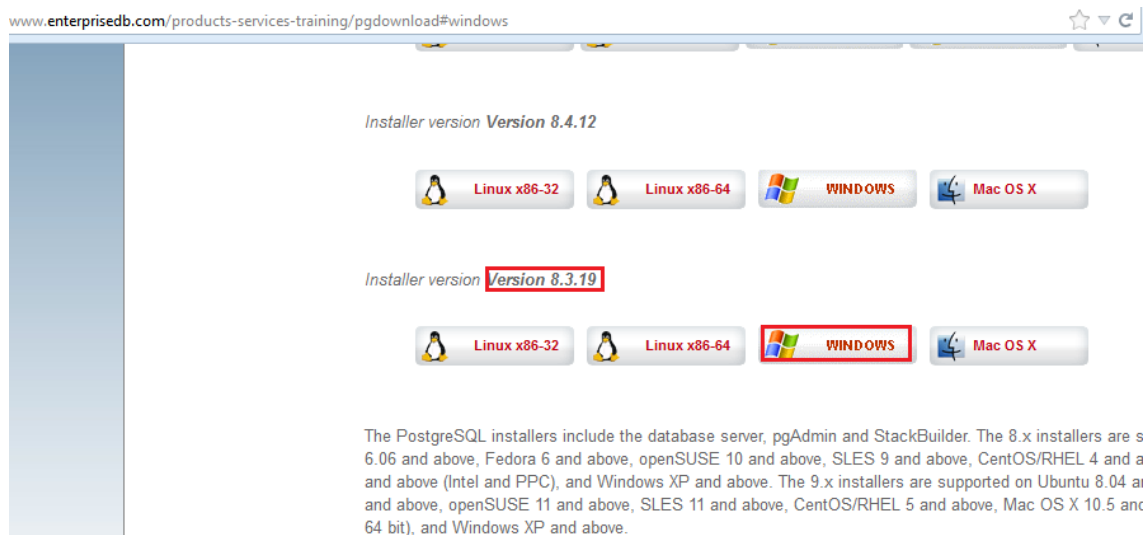 www.enterprisedb.com/products-services-training/pgdownload#windows
Installer version Version 8.4.12
Linux x86-32 Linux x86-64 WINDOWS Mac OS X
Installer version Version 8.3.19
Linux x86-32 Linux x86-64 WINDOWS Mac OS X
The PostgreSQL installers include the database server, pgAdmin and StackBuilder. The 8.x installers are s
6.06 and above, Fedora 6 and above, openSUSE 10 and above, SLES 9 and above, CentOS/RHEL 4 and a
and above (Intel and PPC), and Windows XP and above. The 9.x installers are supported on Ubuntu 8.04 a
and above, openSUSE 11 and above, SLES 11 and above, CentOS/RHEL 5 and above, Mac OS X 10.5 and
64 bit), and Windows XP and above.